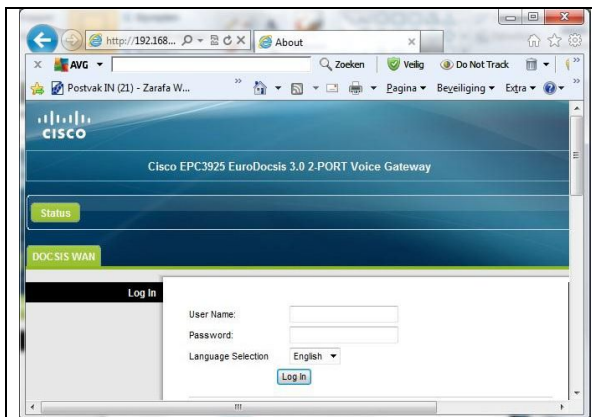 http://192.168... About
AVG Zoeken Veilig Do Not Track
Postvak IN (21) - Zarafa W... Pagina Beveiliging Extra
CISCO
Cisco EPC3925 EuroDocsis 3.0 2-PORT Voice Gateway
Status
DOCSIS WAN
Log In
User Name:
Password:
Language Selection English
Log In